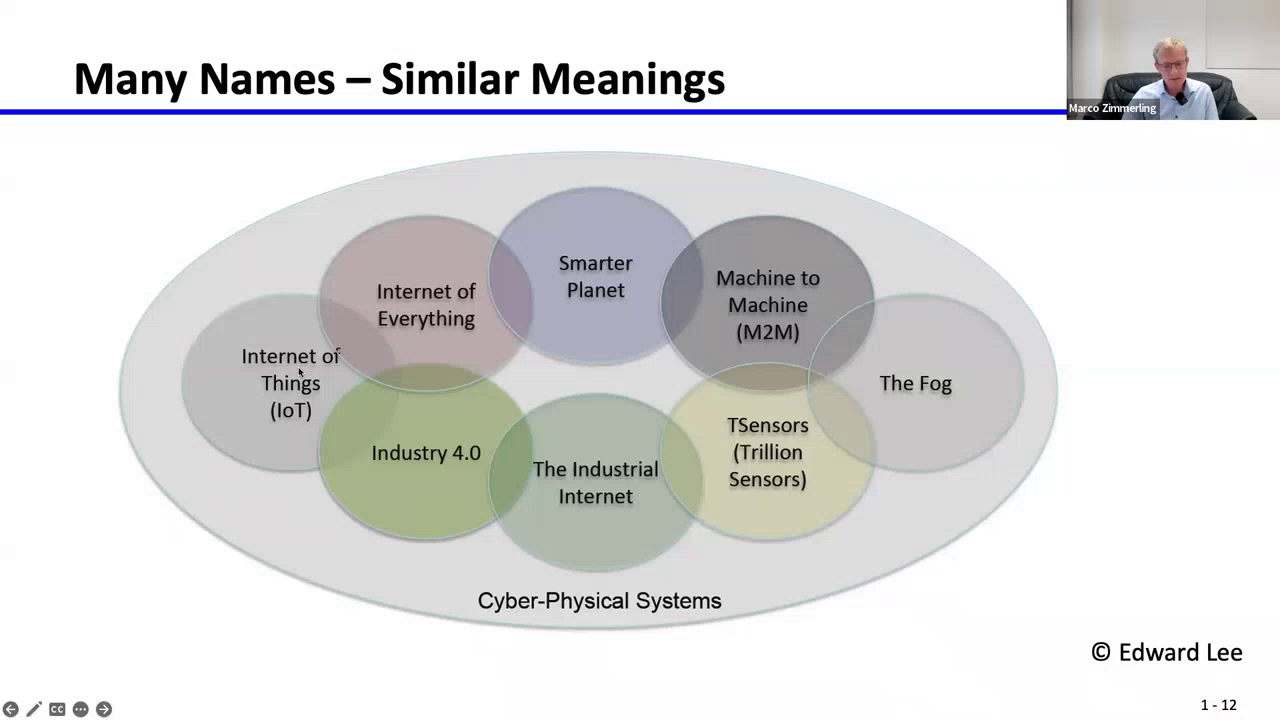 Many Names – Similar Meanings
Marco Zimmerling
Smarter
Planet
Internet of
Everything
Machine to
Machine
(M2M)
Internet of
Things
(IoT)
The Fog
Industry 4.0
The Industrial
Internet
TSensors
(Trillion
Sensors)
Cyber-Physical Systems
© Edward Lee
CC
1 - 12